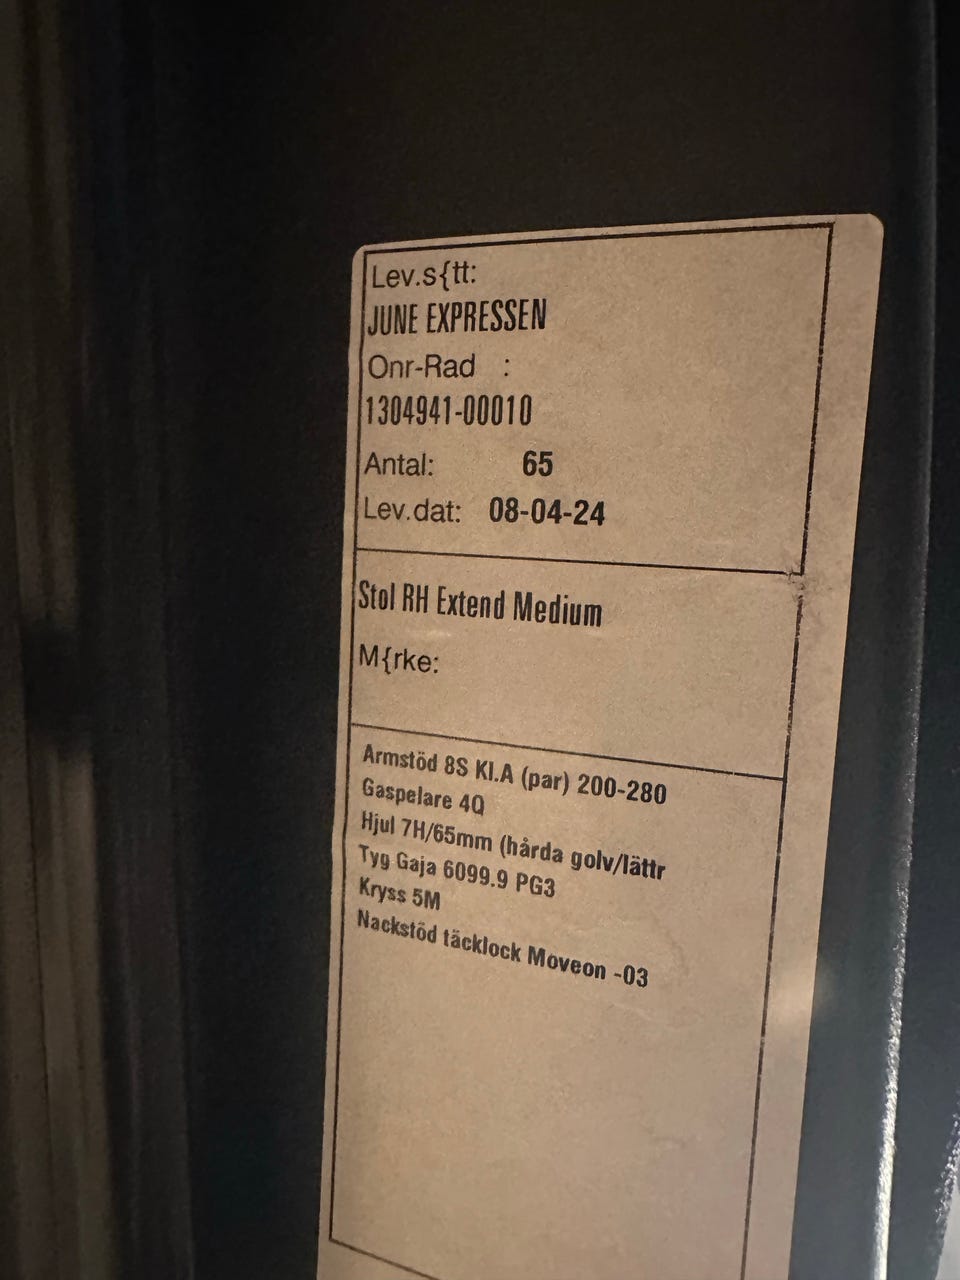 Lev.s{tt:
JUNE EXPRESSEN
Onr-Rad :
1304941-00010
Antal: 65
Lev.dat: 08-04-24
Stol RH Extend Medium
M{rke:
Armstöd 8S Kl.A (par) 200-280
Gaspelare 4Q
Hjul 7H/65mm (hårda golv/lättr
Tyg Gaja 6099.9 PG3
Kryss 5M
Nackstöd täcklock Moveon -03